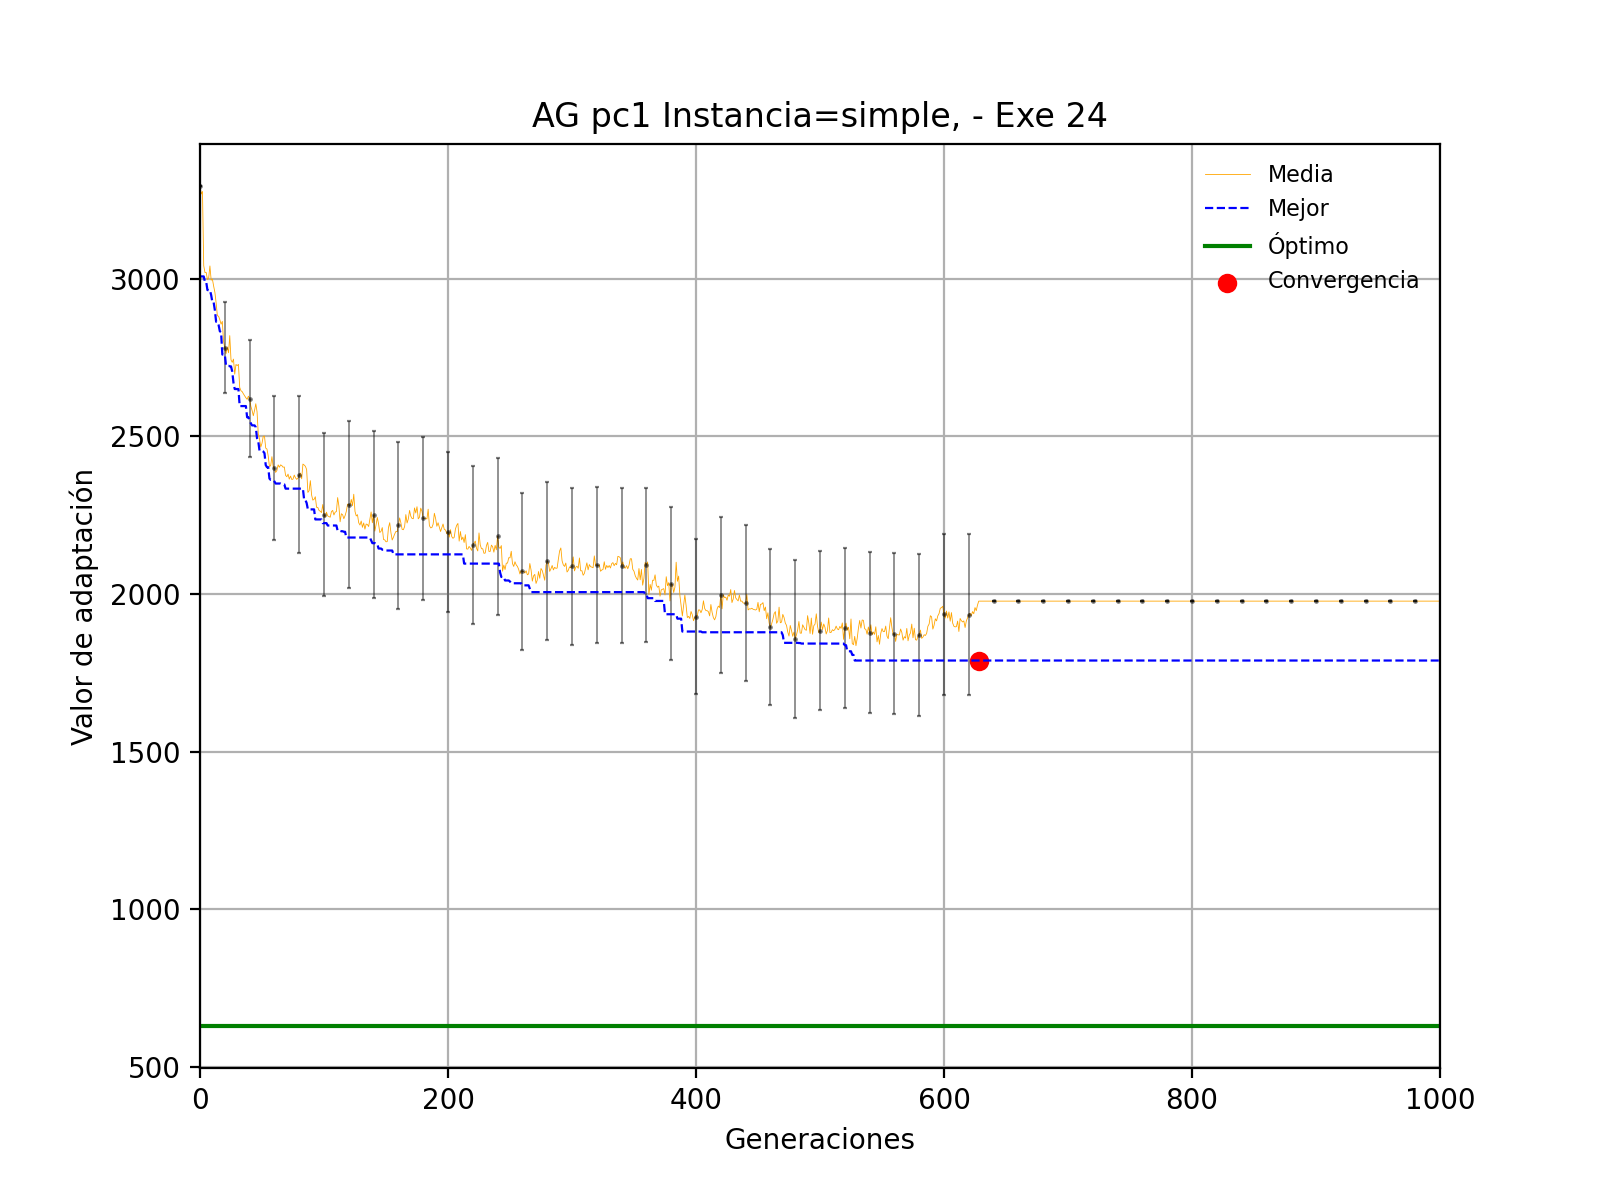 AG pc1 Instancia=simple, - Exe 24
Media
Mejor
Óptimo
Convergencia
Valor de adaptación
3000
2500
2000
1500
1000
500
0 200 400 600 800 1000
Generaciones